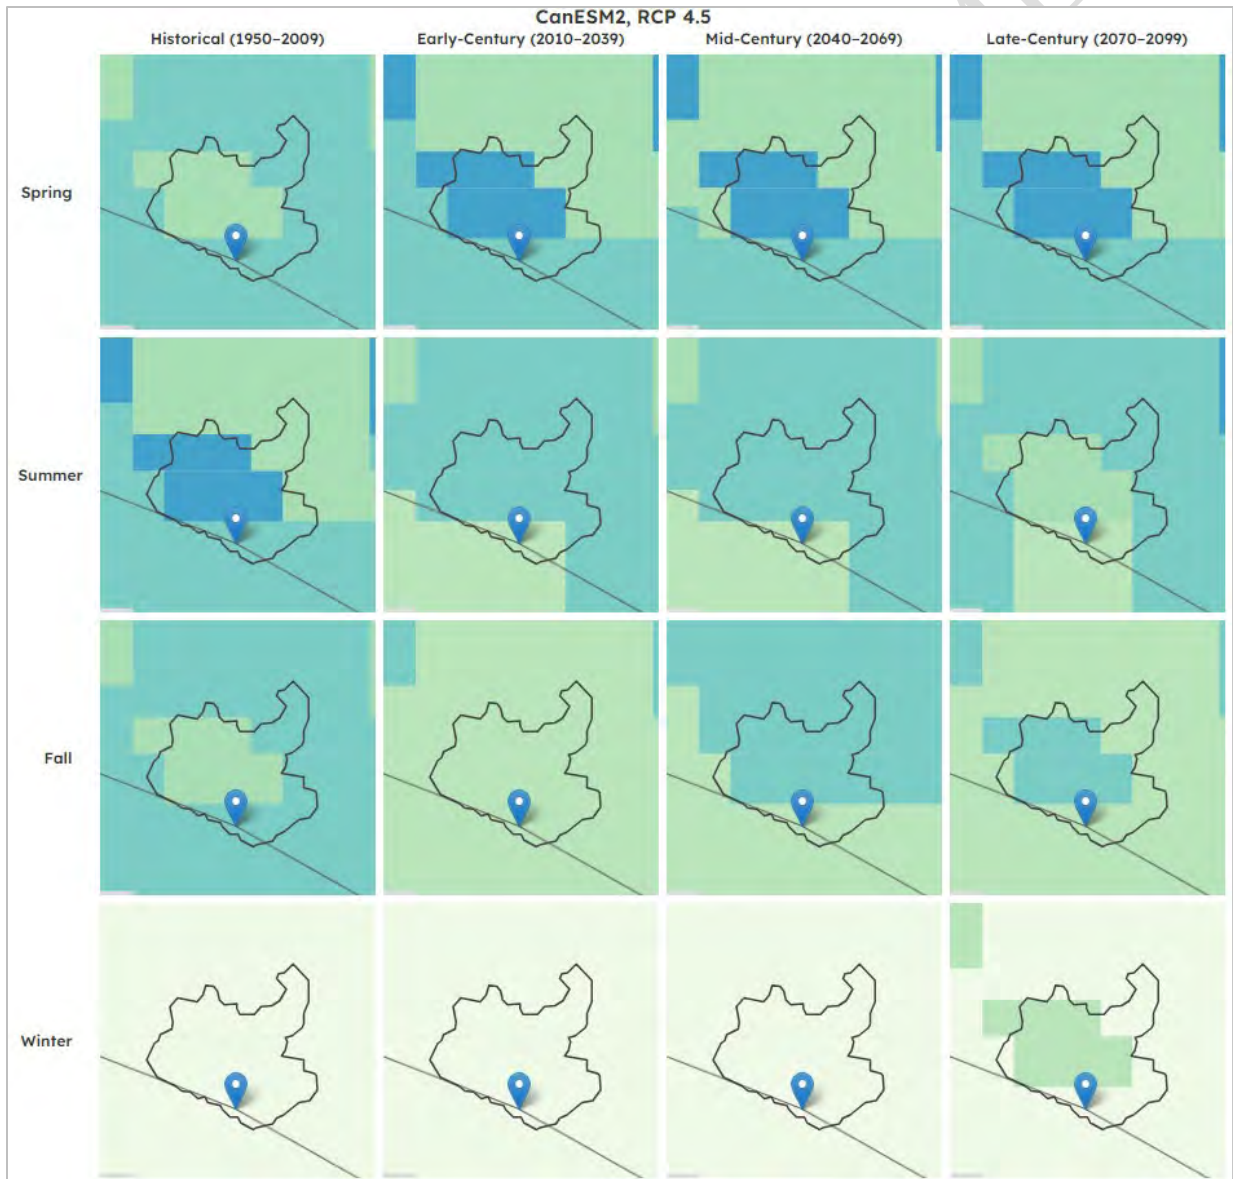 CanESM2, RCP 4.5
Historical (1950–2009) Early-Century (2010–2039) Mid-Century (2040–2069) Late-Century (2070–2099)
Spring
Summer
Fall
Winter